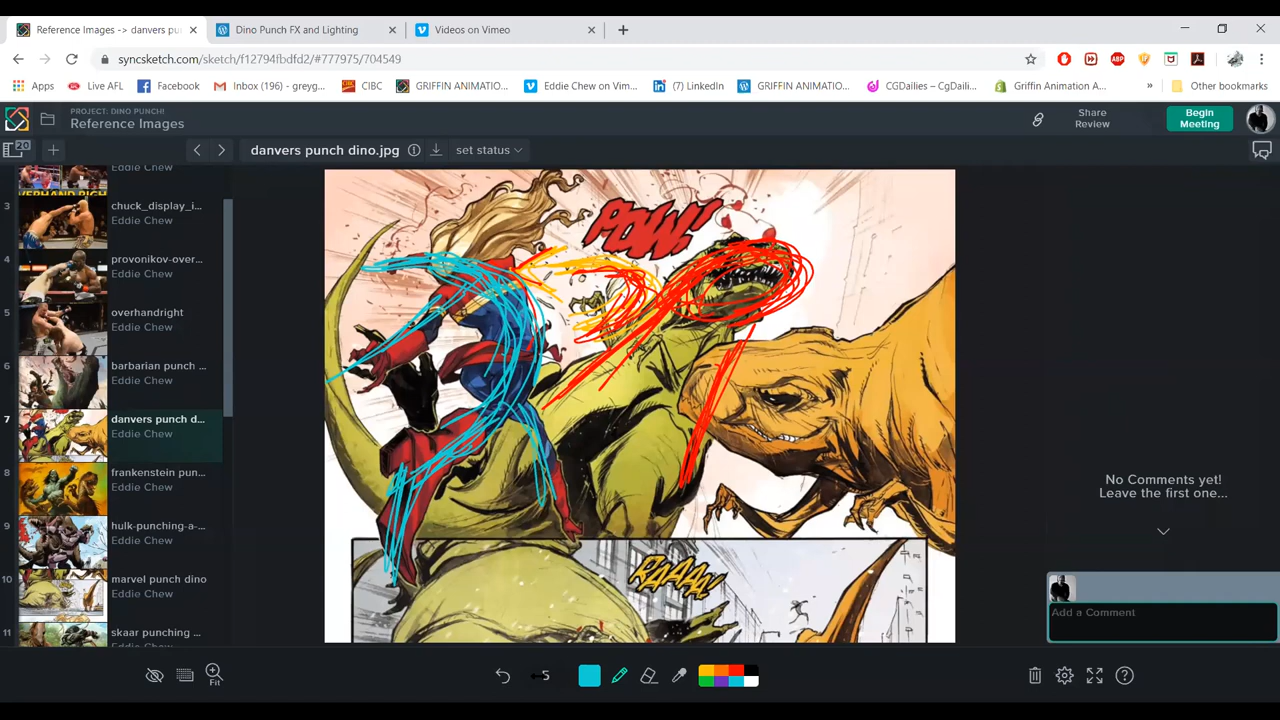 Reference Images -> danvers pun
Dino Punch FX and Lighting
Videos on Vimeo
syncsketch.com/sketch/f12794fbdfd2/#777975/704549
ABP
Apps
Live AFL
Facebook
Inbox (196) - greyg...
CIBC
GRIFFIN ANIMATIO...
Eddie Chew on Vim...
(7) LinkedIn
GRIFFIN ANIMATIO...
CGDailies – CgDaili...
Griffin Animation A...
»
Other bookmarks
PROJECT: DINO PUNCH!
Reference Images
Share
Review
Begin
Meeting
20
danvers punch dino.jpg
set status
Eddie Chew
3
chuck_display_i...
Eddie Chew
4
provonikov-over...
Eddie Chew
5
overhandright
Eddie Chew
6
barbarian punch ...
Eddie Chew
7
danvers punch d...
Eddie Chew
8
frankenstein pun...
Eddie Chew
9
hulk-punching-a-...
Eddie Chew
10
marvel punch dino
Eddie Chew
11
skaar punching ...
POW!
RAAAA!
No Comments yet!
Leave the first one...
Add a Comment
Fit
5